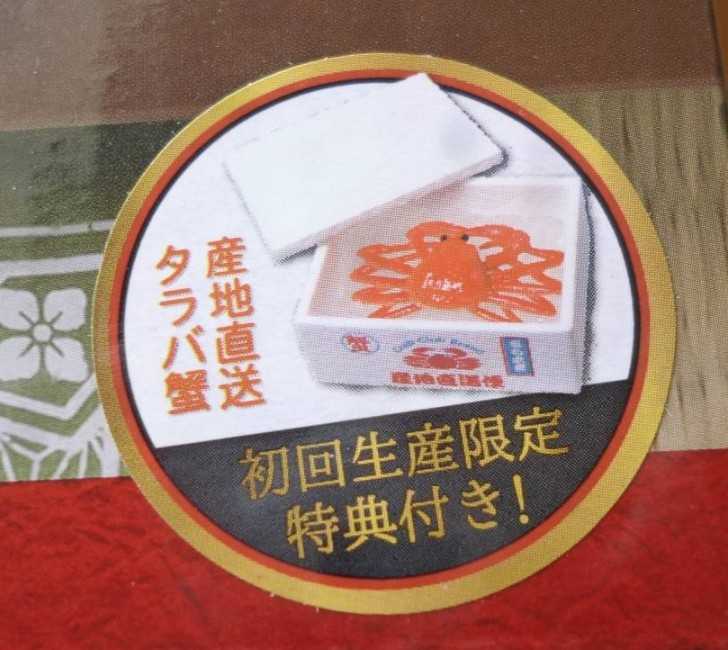 産地直送
タラバ蟹
蟹
産地直送便
初回生産限定
特典付き！